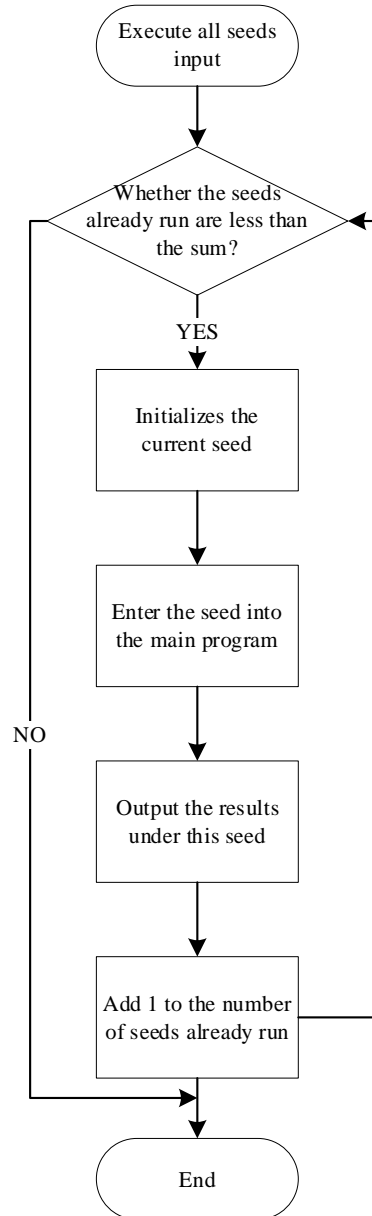 Execute all seeds
input
Whether the seeds
already run are less than
the sum?
YES
Initializes the
current seed
Enter the seed into
the main program
NO
Output the results
under this seed
Add 1 to the number
of seeds already run
End